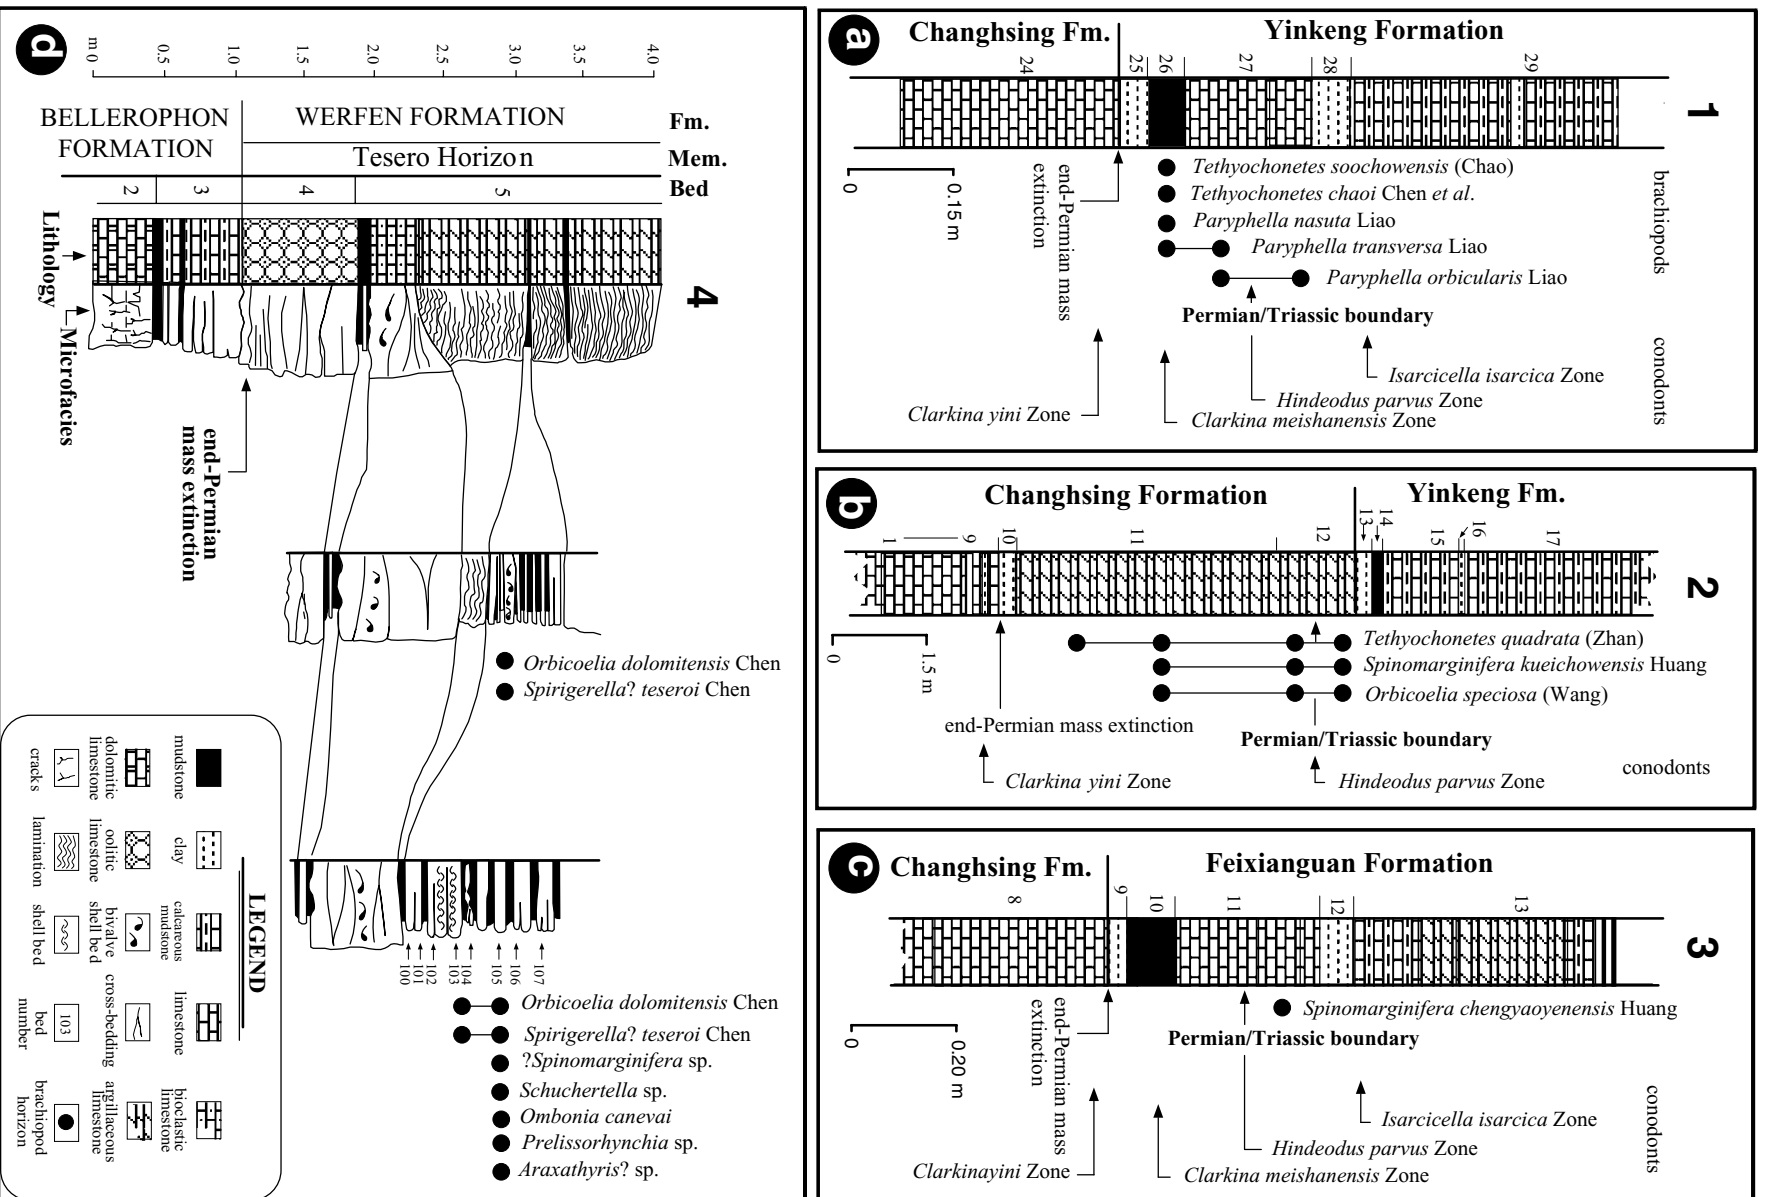 d
m 0
0.5
1.0
1.5
2.0
2.5
3.0
3.5
4.0
BELLEROPHON
FORMATION
WERFEN FORMATION
Fm.
Tesero Horizon
Mem.
2
3
4
5
Bed
4
Lithology
Microfacies
end-Permian
mass extinction
Orbicoelia dolomitensis Chen
Spirigerella? teseroi Chen
100
101
102
103
104
105
106
107
Orbicoelia dolomitensis Chen
Spirigerella? teseroi Chen
?Spinomarginifera sp.
Schuchertella sp.
Ombonia canevai
Prelissorhynchia sp.
Araxathyris? sp.
LEGEND
mudstone
clay
calcareous
mudstone
limestone
bioclastic
limestone
dolomitic
limestone
oolitic
limestone
bivalve
shell bed
cross-bedding
argillaceous
limestone
cracks
lamination
shell bed
103
bed
number
brachiopod
horizon
a
Changhsing Fm.
Yinkeng Formation
24
25
26
27
28
29
1
0
0.15 m
end-Permian mass
extinction
brachiopods
Tethyochonetes soochowensis (Chao)
Tethyochonetes chaoi Chen et al.
Paryphella nasuta Liao
Paryphella transversa Liao
Paryphella orbicularis Liao
Permian/Triassic boundary
conodonts
Isarcicella isarcica Zone
Hindeodus parvus Zone
Clarkina yini Zone
Clarkina meishanensis Zone
b
Changhsing Formation
Yinkeng Fm.
1
9
10
11
12
13
14
15
16
17
2
0
1.5 m
Tethyochonetes quadrata (Zhan)
Spinomarginifera kueichowensis Huang
Orbicoelia speciosa (Wang)
end-Permian mass extinction
Permian/Triassic boundary
conodonts
Clarkina yini Zone
Hindeodus parvus Zone
c
Changhsing Fm.
Feixianguan Formation
8
9
10
11
12
13
3
0
0.20 m
end-Permian mass
extinction
Spinomarginifera chengyaoyenensis Huang
Permian/Triassic boundary
conodonts
Isarcicella isarcica Zone
Hindeodus parvus Zone
Clarkinayini Zone
Clarkina meishanensis Zone